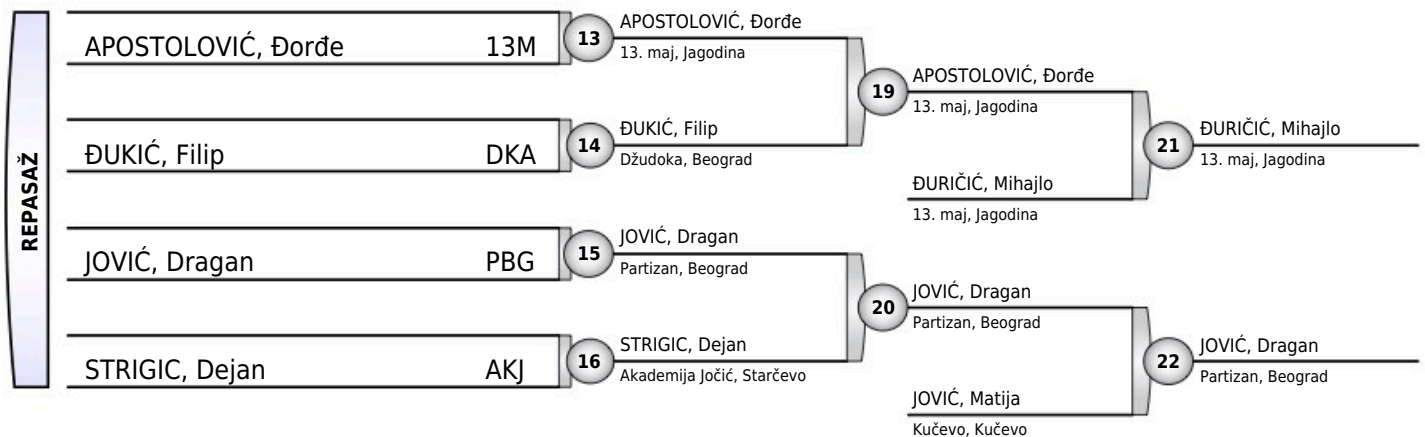 REPASAŽ
APOSTOLOVIĆ, Đorđe 13M
13
APOSTOLOVIĆ, Đorđe
13. maj, Jagodina
ĐUKIĆ, Filip DKA
14
ĐUKIĆ, Filip
Džudoka, Beograd
19
APOSTOLOVIĆ, Đorđe
13. maj, Jagodina
ĐURIČIĆ, Mihajlo
13. maj, Jagodina
21
ĐURIČIĆ, Mihajlo
13. maj, Jagodina
JOVIĆ, Dragan PBG
15
JOVIĆ, Dragan
Partizan, Beograd
STRIGIC, Dejan AKJ
16
STRIGIC, Dejan
Akademija Jočić, Starčevo
20
JOVIĆ, Dragan
Partizan, Beograd
JOVIĆ, Matija
Kučevo, Kučevo
22
JOVIĆ, Dragan
Partizan, Beograd